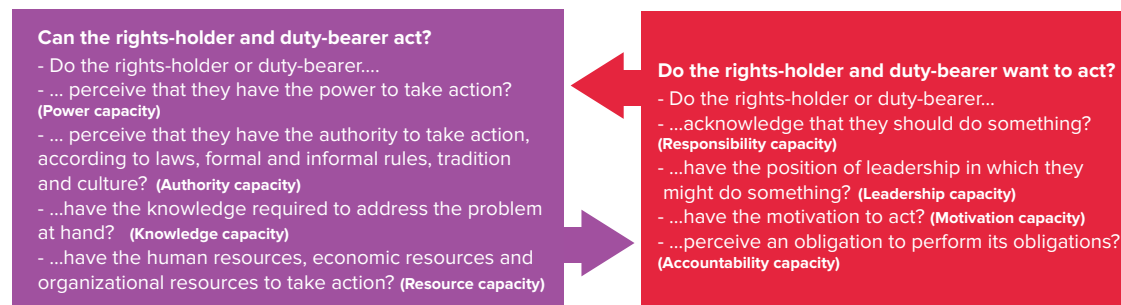 Can the rights-holder and duty-bearer act?
- Do the rights-holder or duty-bearer....
- ... perceive that they have the power to take action?
(Power capacity)
- ... perceive that they have the authority to take action,
according to laws, formal and informal rules, tradition
and culture? (Authority capacity)
- ...have the knowledge required to address the problem
at hand? (Knowledge capacity)
- ...have the human resources, economic resources and
organizational resources to take action? (Resource capacity)
Do the rights-holder and duty-bearer want to act?
- Do the rights-holder or duty-bearer...
- ...acknowledge that they should do something?
(Responsibility capacity)
- ...have the position of leadership in which they
might do something? (Leadership capacity)
- ...have the motivation to act? (Motivation capacity)
- ...perceive an obligation to perform its obligations?
(Accountability capacity)